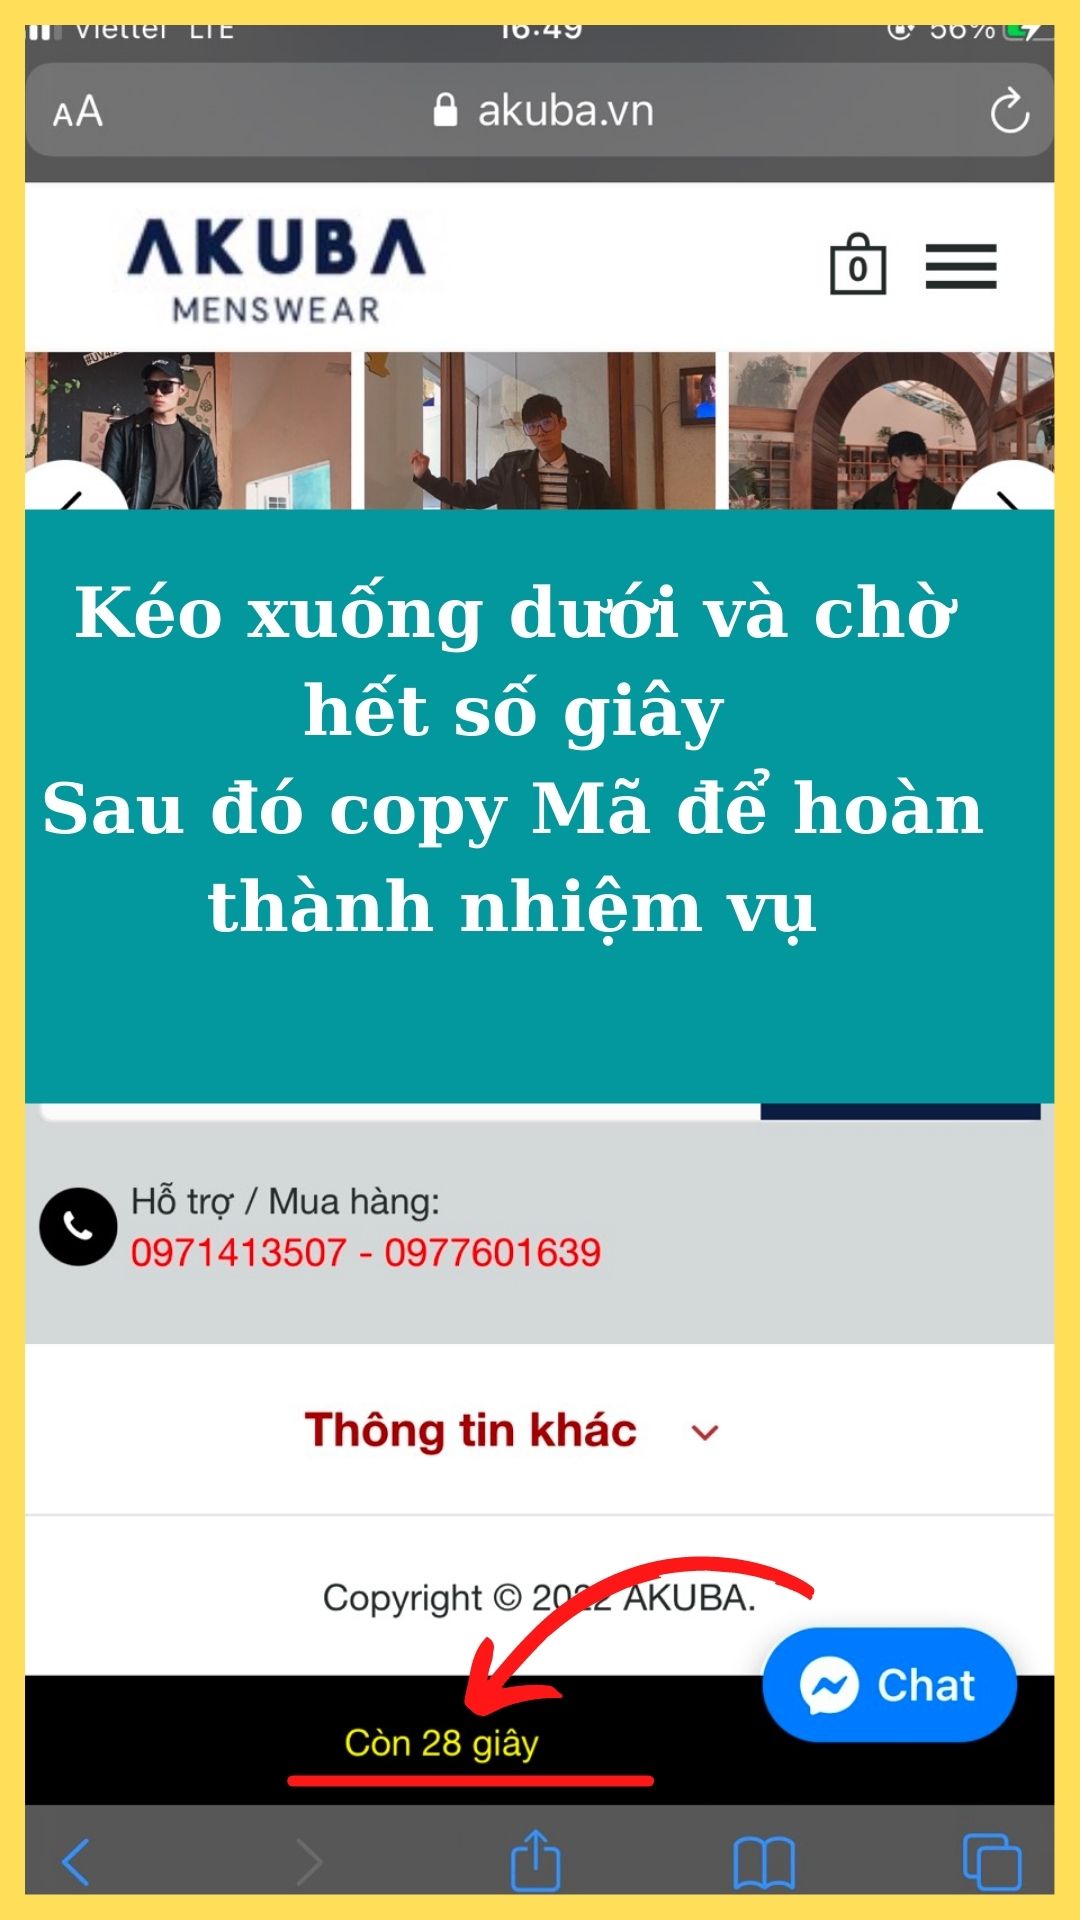 Viettel LTE 16:49 56%
AA akuba.vn
AKUBA
MENSWEAR
0
Kéo xuống dưới và chờ
hết số giây
Sau đó copy Mã để hoàn
thành nhiệm vụ
Hỗ trợ / Mua hàng:
0971413507 - 0977601639
Thông tin khác
Copyright © 2022 AKUBA.
Chat
Còn 28 giây